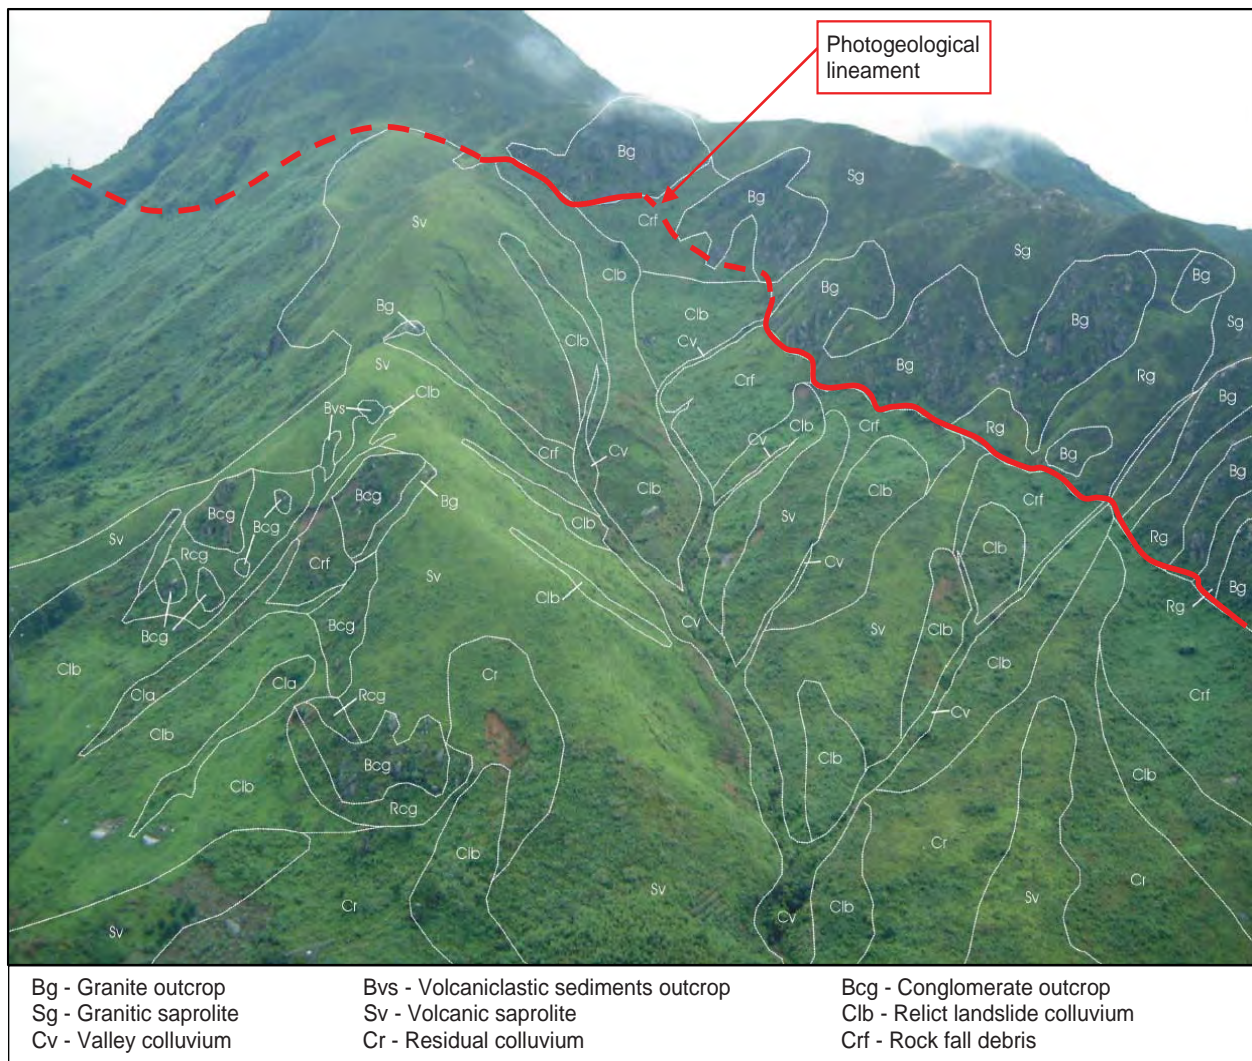 Photogeological
lineament
Bg
Sg
Bg
Sv
Crf
Sg
Clb
Bg
Bg
Bg
Clb
Bg
Sg
Cv
Clb
Sv
Bg
Rg
Crf
Bg
Clb
Bvs
Clb
Crf
Rg
Bg
Cv
Bg
Crf
Cv
Bcg
Bg
Clb
Clb
Bcg
Bcg
Crf
Bg
Sv
Sv
Clb
Rg
Rcg
Crf
Cv
Sv
Clb
Bg
Rg
Bcg
Bcg
Cv
Sv
Clb
Clb
Clb
Cr
Cla
Cla
Crf
Rcg
Cv
Clb
Clb
Bcg
Clb
Clb
Rcg
Cr
Clb
Sv
Cr
Cr
Sv
Cv
Clb
Sv
Bg - Granite outcrop
Bvs - Volcaniclastic sediments outcrop
Bcg - Conglomerate outcrop
Sg - Granitic saprolite
Sv - Volcanic saprolite
Clb - Relict landslide colluvium
Cv - Valley colluvium
Cr - Residual colluvium
Crf - Rock fall debris